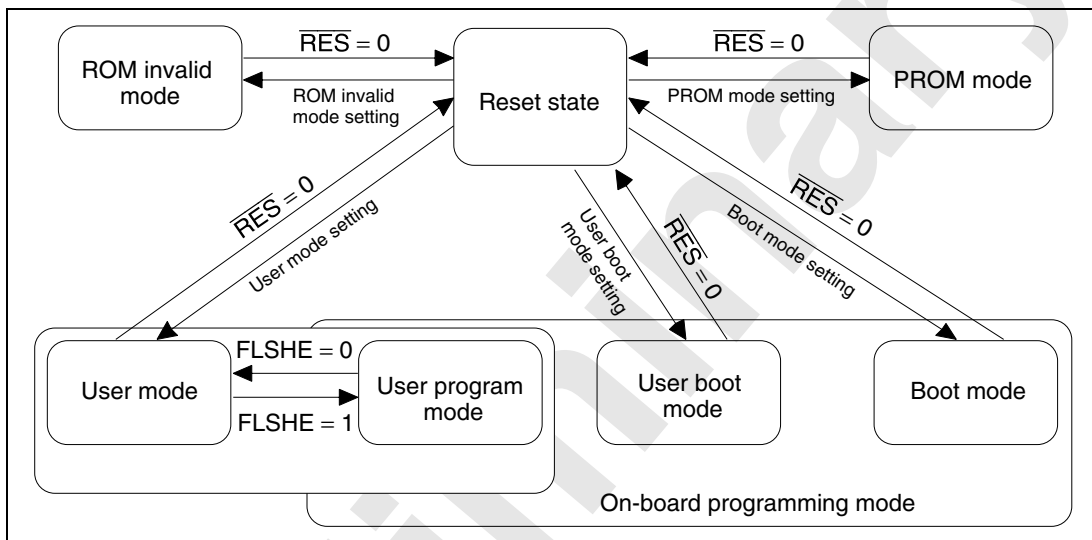 ROM invalid
mode
RES = 0
ROM invalid
mode setting
Reset state
RES = 0
PROM mode setting
PROM mode
RES = 0
User mode setting
User boot
mode setting
RES = 0
RES = 0
Boot mode setting
User mode
FLSHE = 0
FLSHE = 1
User program
mode
User boot
mode
Boot mode
On-board programming mode